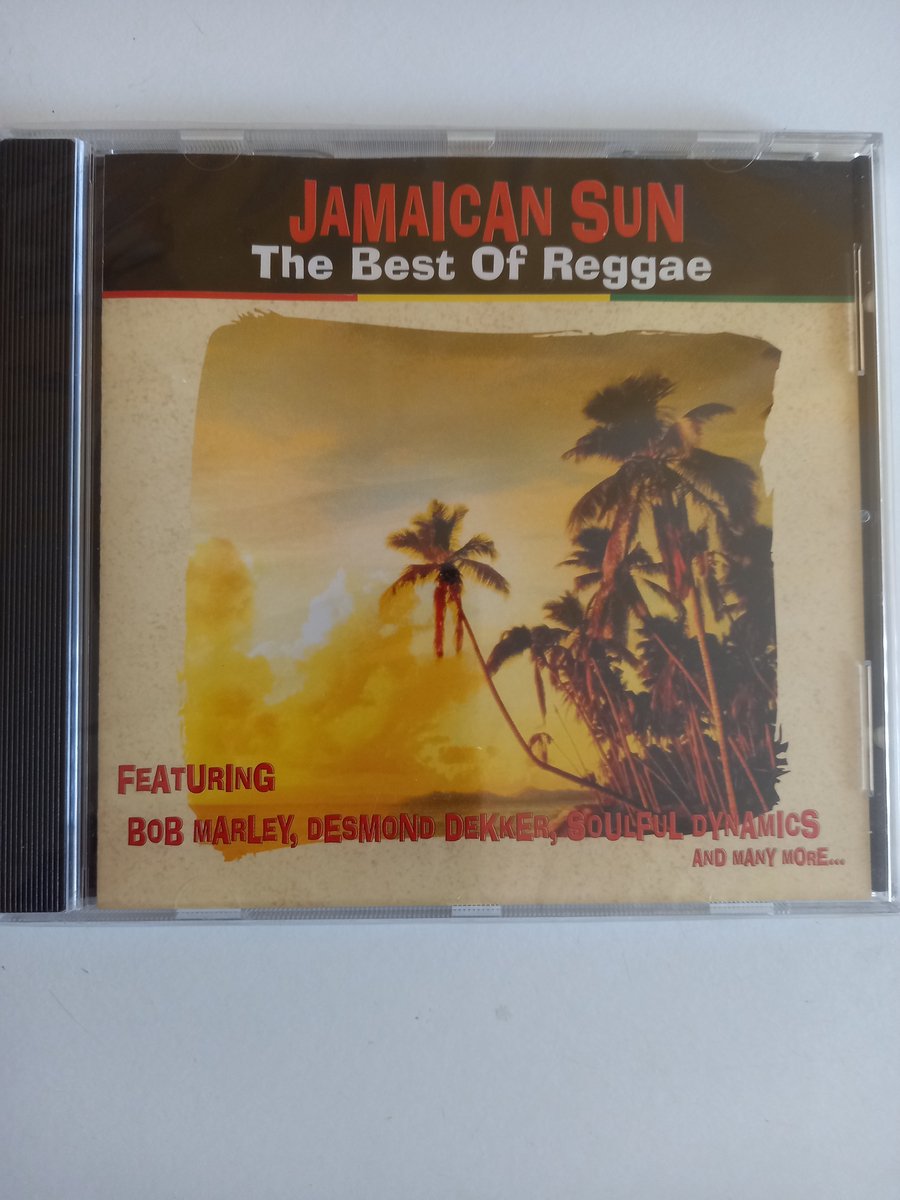 JAMAICAN SUN
The Best Of Reggae
FEATURING
BOB MARLEY, DESMOND DEKKER, SOULFUL DYNAMICS
AND MANY MORE...